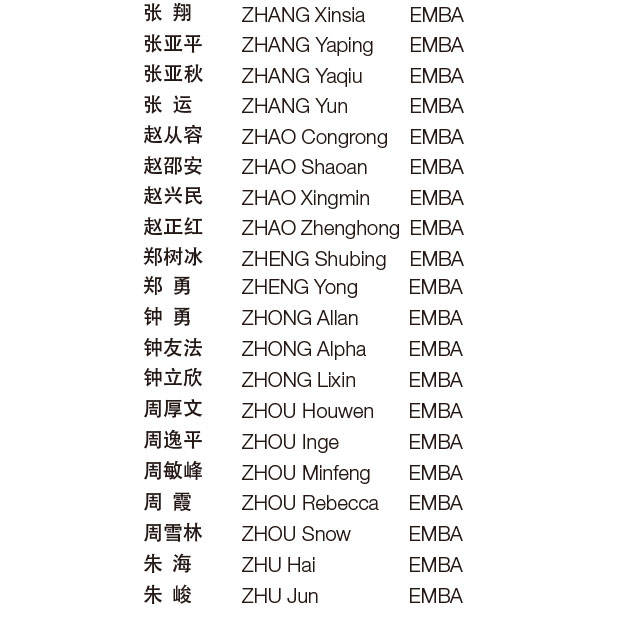 张 翔 ZHANG Xinsia EMBA
张亚平 ZHANG Yaping EMBA
张亚秋 ZHANG Yaqiu EMBA
张 运 ZHANG Yun EMBA
赵从容 ZHAO Congrong EMBA
赵邵安 ZHAO Shaoan EMBA
赵兴民 ZHAO Xingmin EMBA
赵正红 ZHAO Zhenghong EMBA
郑树冰 ZHENG Shubing EMBA
郑 勇 ZHENG Yong EMBA
钟 勇 ZHONG Allan EMBA
钟友法 ZHONG Alpha EMBA
钟立欣 ZHONG Lixin EMBA
周厚文 ZHOU Houwen EMBA
周逸平 ZHOU Inge EMBA
周敏峰 ZHOU Minfeng EMBA
周 霞 ZHOU Rebecca EMBA
周雪林 ZHOU Snow EMBA
朱 海 ZHU Hai EMBA
朱 峻 ZHU Jun EMBA